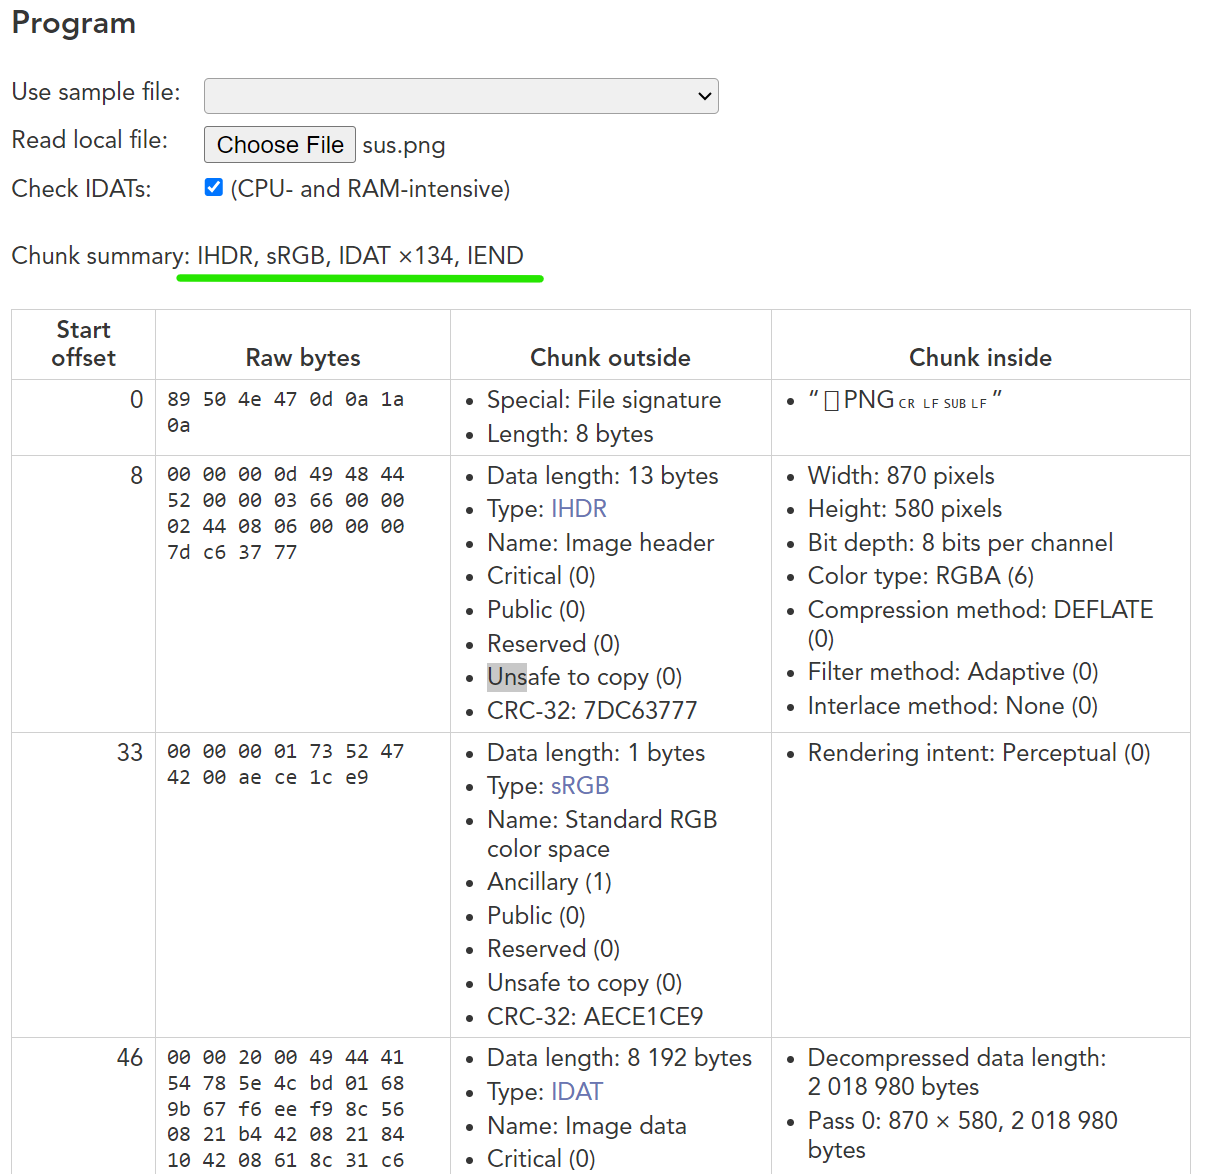 Program
Use sample file:
Read local file: Choose File sus.png
Check IDATs: (CPU- and RAM-intensive)
Chunk summary: IHDR, sRGB, IDAT ×134, IEND
Start offset Raw bytes Chunk outside Chunk inside
0
89 50 4e 47 0d 0a 1a
0a
Special: File signature
Length: 8 bytes
“PNG CR LF SUB LF”
8
00 00 00 0d 49 48 44
52 00 00 03 66 00 00
02 44 08 06 00 00 00
7d c6 37 77
Data length: 13 bytes
Type: IHDR
Name: Image header
Critical (0)
Public (0)
Reserved (0)
Unsafe to copy (0)
CRC-32: 7DC63777
Width: 870 pixels
Height: 580 pixels
Bit depth: 8 bits per channel
Color type: RGBA (6)
Compression method: DEFLATE
(0)
Filter method: Adaptive (0)
Interlace method: None (0)
33
00 00 00 01 73 52 47
42 00 ae ce 1c e9
Data length: 1 bytes
Type: sRGB
Name: Standard RGB
color space
Ancillary (1)
Public (0)
Reserved (0)
Unsafe to copy (0)
CRC-32: AECE1CE9
Rendering intent: Perceptual (0)
46
00 00 20 00 49 44 41
54 78 5e 4c bd 01 68
9b 67 f6 ee f9 8c 56
08 21 b4 42 08 21 84
10 42 08 61 8c 31 c6
Data length: 8 192 bytes
Type: IDAT
Name: Image data
Critical (0)
Decompressed data length:
2 018 980 bytes
Pass 0: 870 × 580, 2 018 980
bytes